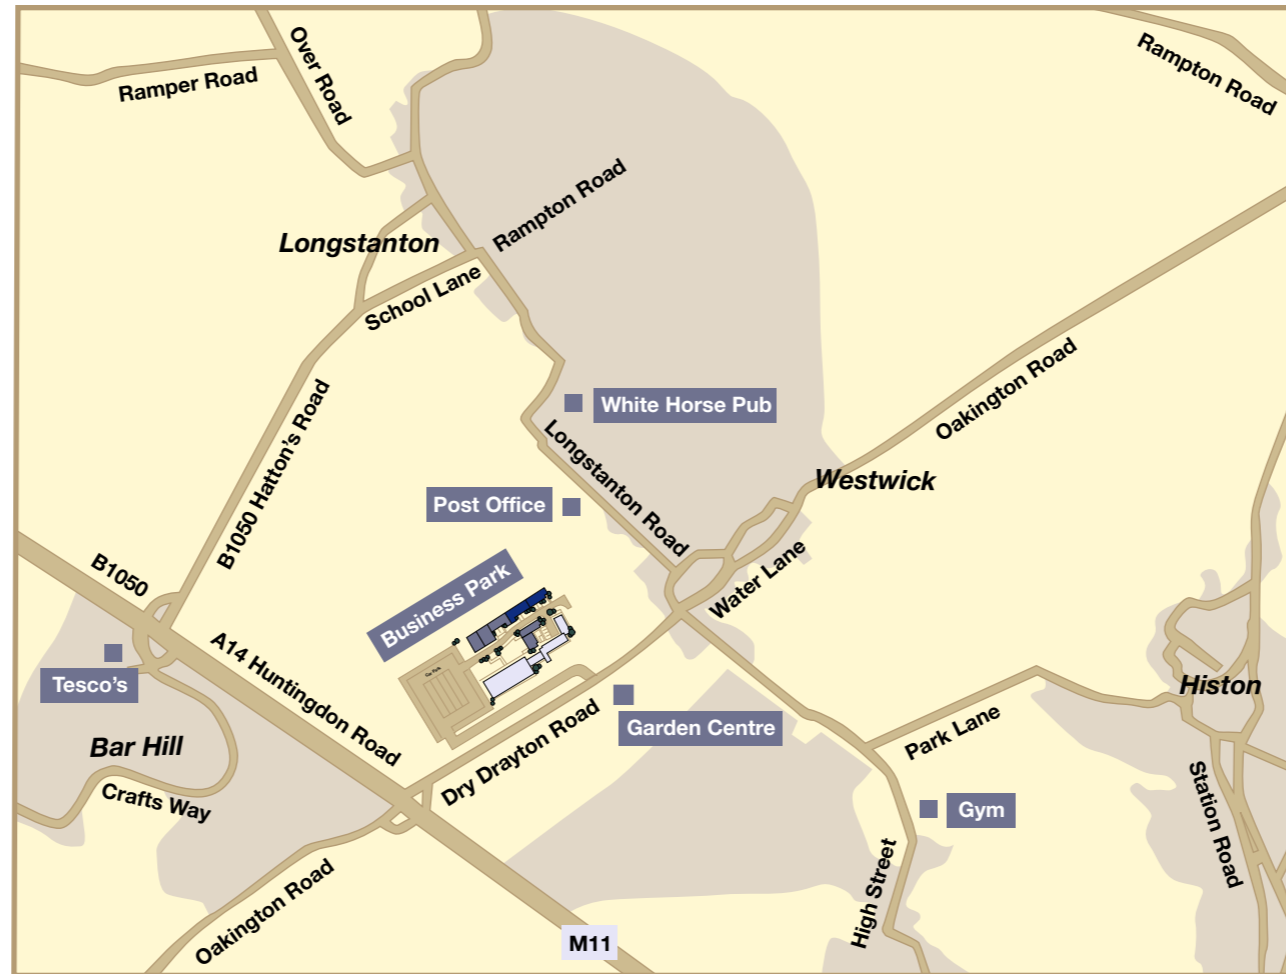 Over Road
Rampton Road
Ramper Road
Rampton Road
Longstanton
School Lane
B1050 Hatton's Road
White Horse Pub
Oakington Road
Longstanton Road
Westwick
Post Office
B1050
Water Lane
Business Park
A14 Huntingdon Road
Car Park
Tesco's
Histon
Bar Hill
Garden Centre
Park Lane
Dry Drayton Road
Crafts Way
Station Road
Gym
High Street
Oakington Road
M11